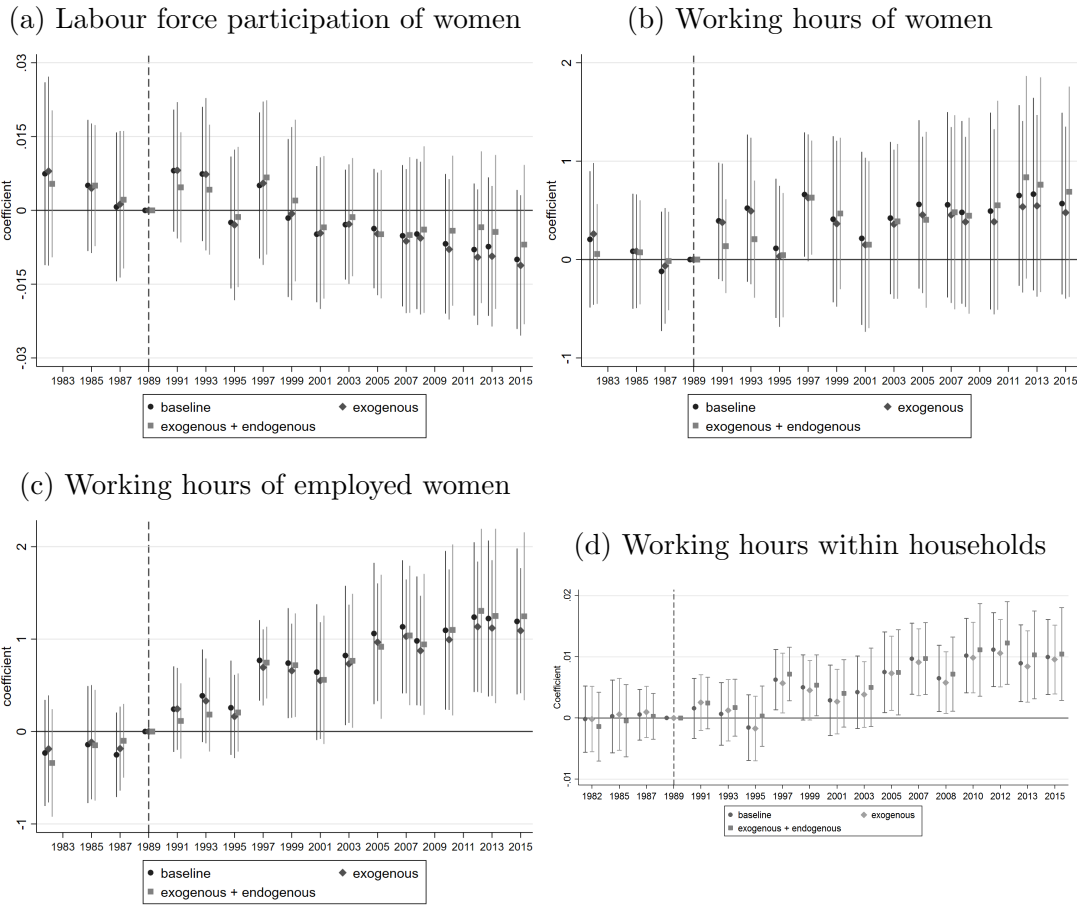 (a) Labour force participation of women
.03
.015
0
-.015
-.03
coefficient
1983 1985 1987 1989 1991 1993 1995 1997 1999 2001 2003 2005 2007 2009 2011 2013 2015
baseline exogenous
exogenous + endogenous
(b) Working hours of women
2
1
0
-1
coefficient
1983 1985 1987 1989 1991 1993 1995 1997 1999 2001 2003 2005 2007 2009 2011 2013 2015
baseline exogenous
exogenous + endogenous
(c) Working hours of employed women
2
1
0
-1
coefficient
1983 1985 1987 1989 1991 1993 1995 1997 1999 2001 2003 2005 2007 2009 2011 2013 2015
baseline exogenous
exogenous + endogenous
(d) Working hours within households
.02
.01
0
-.01
Coefficient
1982 1985 1987 1989 1991 1993 1995 1997 1999 2001 2003 2005 2007 2008 2010 2012 2013 2015
baseline exogenous
exogenous + endogenous